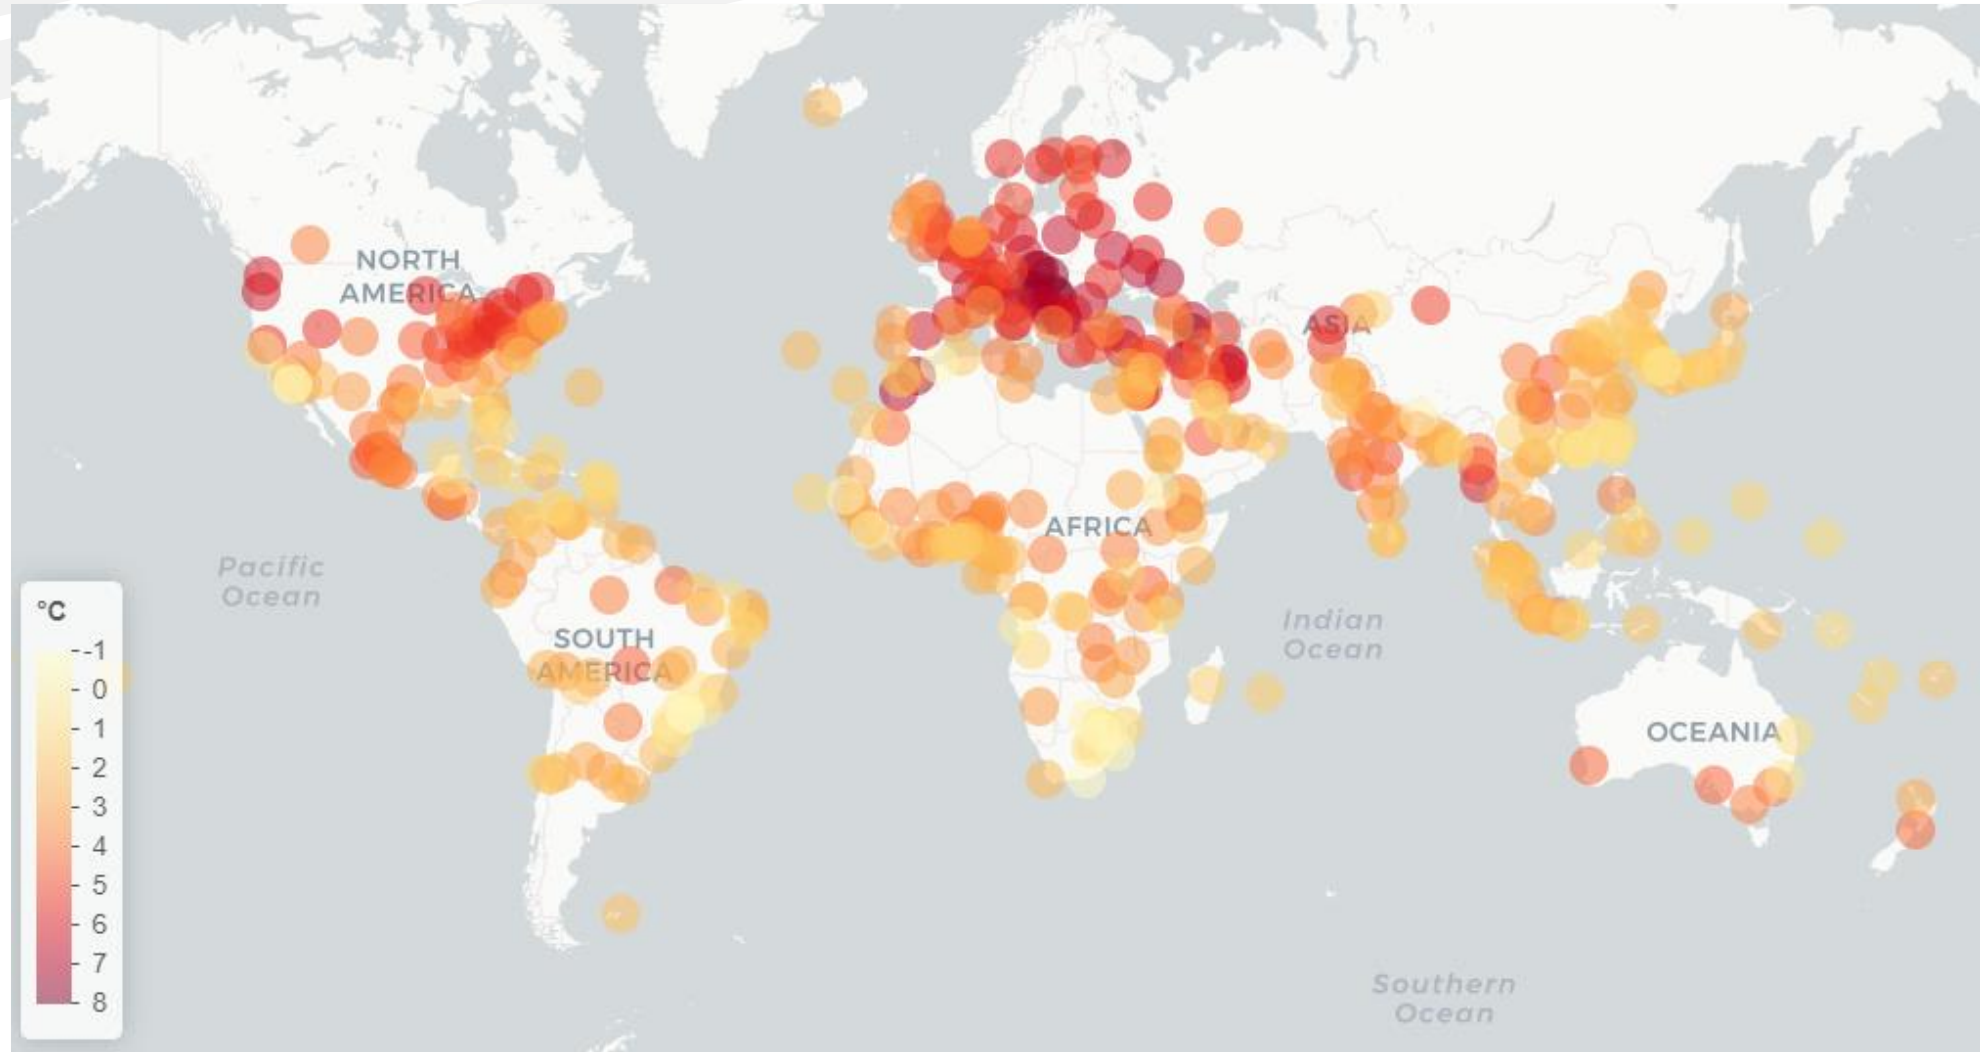 NORTH
AMERICA
ASIA
AFRICA
Pacific
Ocean
SOUTH
AMERICA
Indian
Ocean
OCEANIA
Southern
Ocean
°C
-1
0
1
2
3
4
5
6
7
8